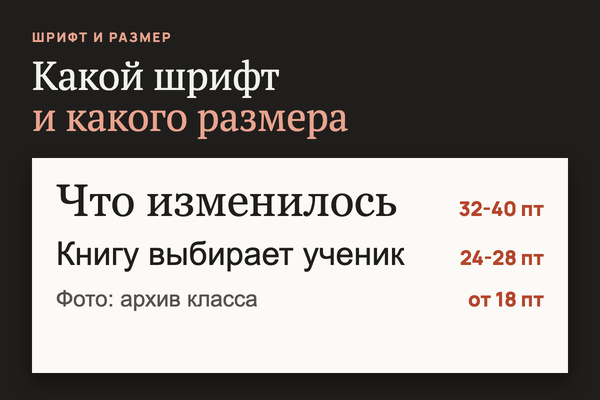 ШРИФТ И РАЗМЕР
Какой шрифт
и какого размера
Что изменилось 32-40 пт
Книгу выбирает ученик 24-28 пт
Фото: архив класса от 18 пт